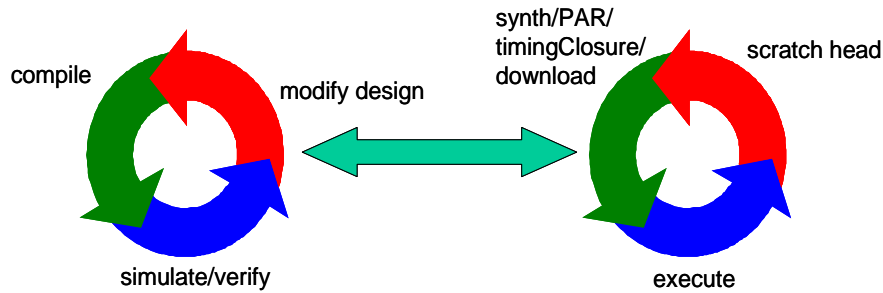 compile
modify design
simulate/verify
synth/PAR/
timingClosure/
download
scratch head
execute